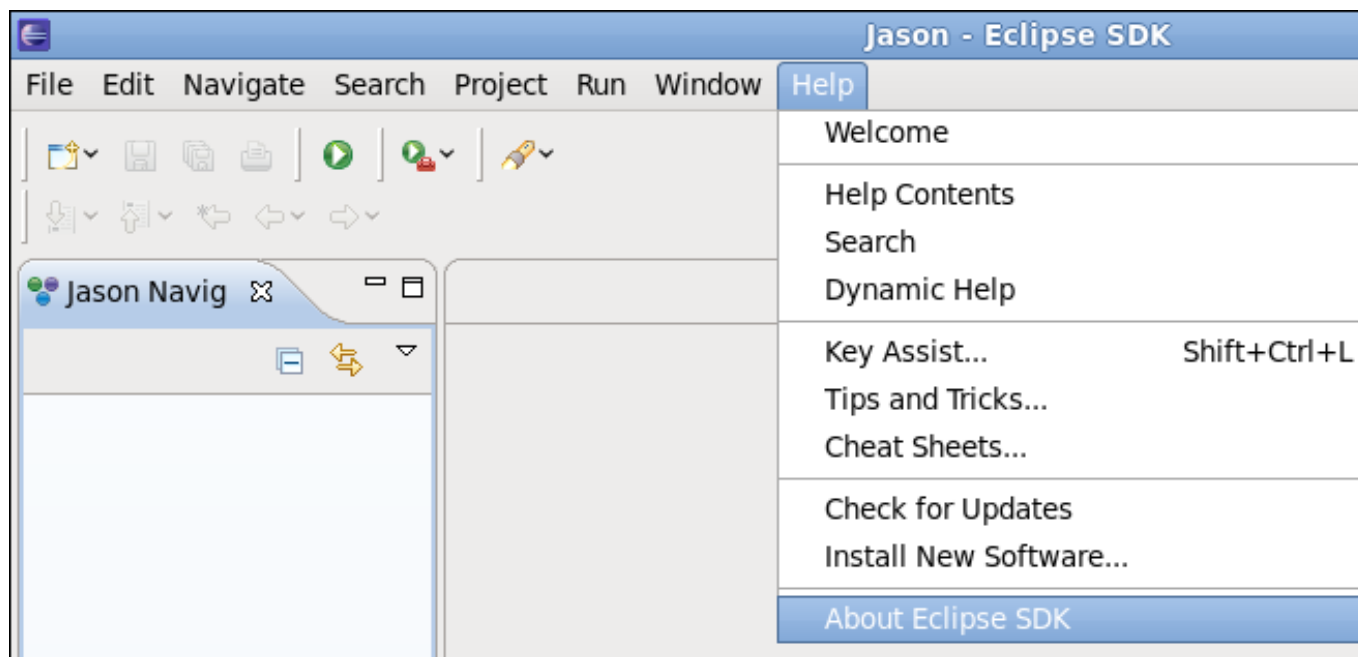 Jason - Eclipse SDK
File Edit Navigate Search Project Run Window Help
Welcome
Help Contents
Search
Dynamic Help
Jason Navig
Key Assist... Shift+Ctrl+L
Tips and Tricks...
Cheat Sheets...
Check for Updates
Install New Software...
About Eclipse SDK